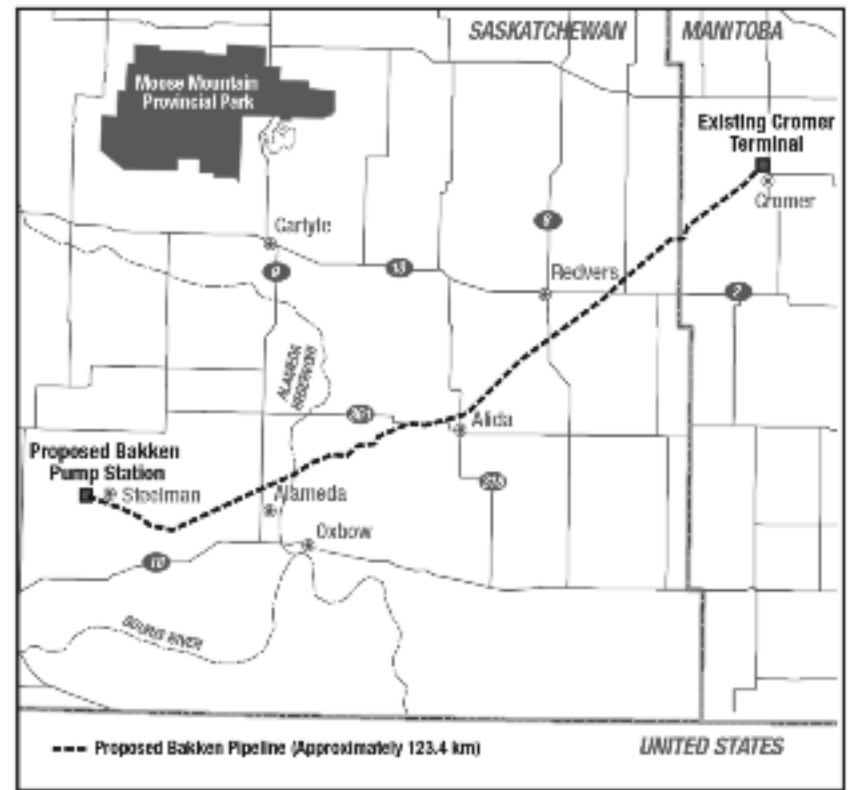 SASKATCHEWAN
MANITOBA
Moose Mountain
Provincial Park
Existing Cromer
Terminal
Cromer
Carlyle
8
9
13
Redvers
2
ALAMEDA
RESERVOIR
Alida
Proposed Bakken
Pump Station
Steelman
Alameda
Oxbow
SOURIS RIVER
Proposed Bakken Pipeline (Approximately 123.4 km)
UNITED STATES